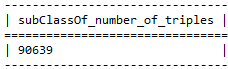 ---------------------------------
| subClassOf_number_of_triples |
=================================
| 90639 |
---------------------------------